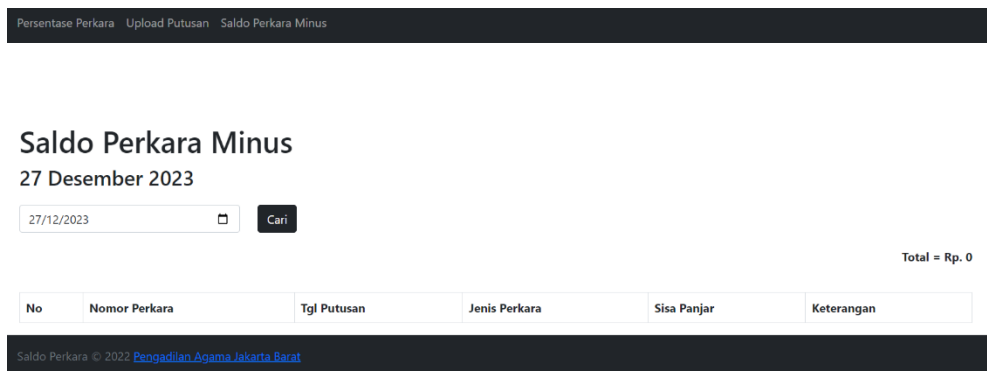 Persentase Perkara Upload Putusan Saldo Perkara Minus
Saldo Perkara Minus
27 Desember 2023
27/12/2023 Cari
Total = Rp. 0
No Nomor Perkara Tgl Putusan Jenis Perkara Sisa Panjar Keterangan
Saldo Perkara © 2022 Pengadilan Agama Jakarta Barat